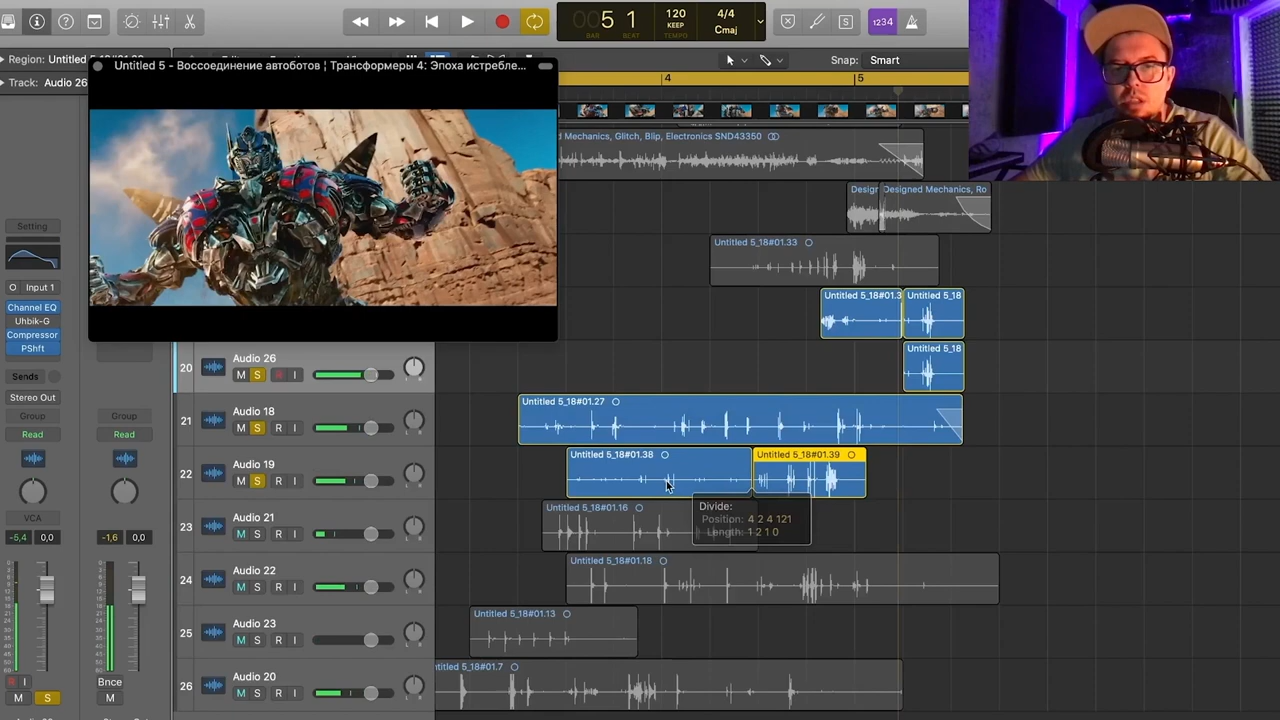 5 1
BAR
BEAT
120
KEEP
TEMPO
4/4
Cmaj
S
1234
Region: Untitled
Track: Audio 26
Snap: Smart
Untitled 5 - Воссоединение автоботов ¦ Трансформеры 4: Эпоха истребле...
4
5
Mechanics, Glitch, Blip, Electronics SND43350
Designed Mechanics, Ro
Untitled 5_18#01.33
Untitled 5_18#01.3
Untitled 5_18
Untitled 5_18
Setting
Input 1
Channel EQ
Uhbik-G
Compressor
PShft
Sends
Stereo Out
Group
Group
Read
Read
VCA
-5,4
0,0
-1,6
0,0
R I
Bnce
M S
M
20
Audio 26
M S R I
21
Audio 18
M S R I
Untitled 5_18#01.27
22
Audio 19
M S R I
Untitled 5_18#01.38
Untitled 5_18#01.39
Divide:
Position: 4 2 4 121
Length: 1 2 1 0
23
Audio 21
M S R I
Untitled 5_18#01.16
24
Audio 22
M S R I
Untitled 5_18#01.18
25
Audio 23
M S R I
Untitled 5_18#01.13
26
Audio 20
M S R I
ntitled 5_18#01.7